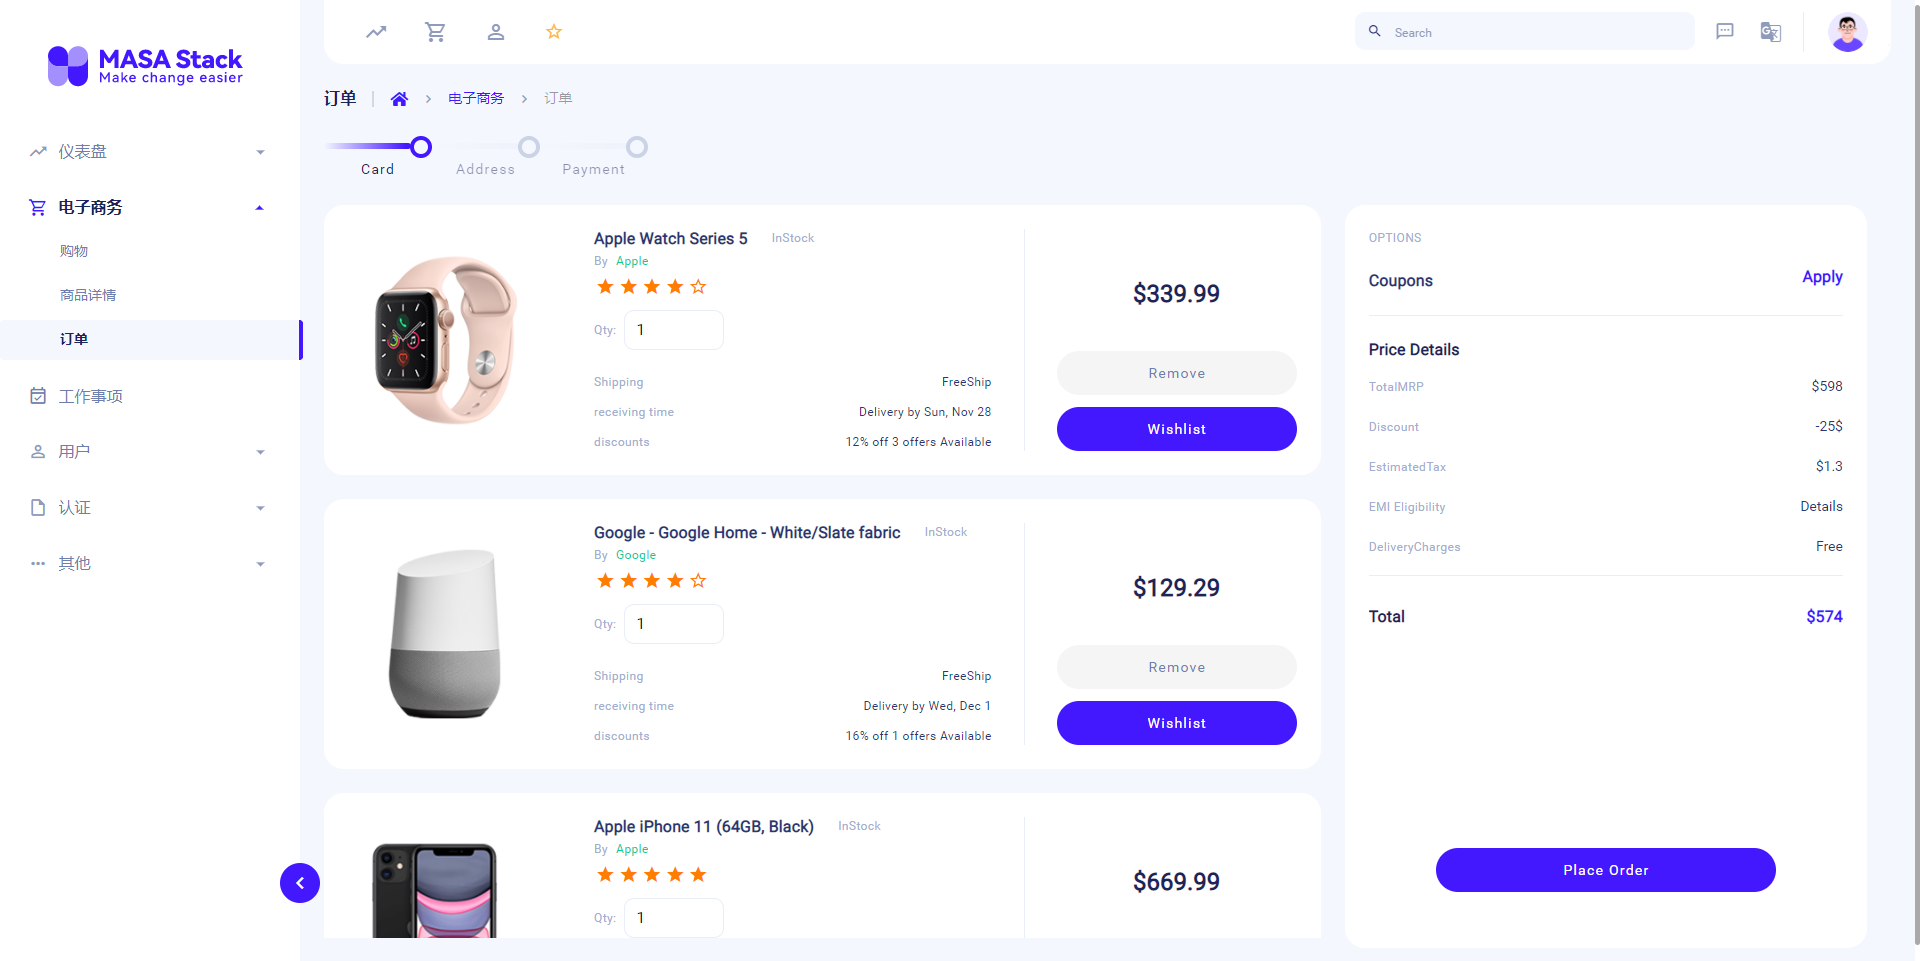 MASA Stack
Make change easier
仪表盘
电子商务
购物
商品详情
订单
工作事项
用户
认证
其他
Search
订单
电子商务
订单
Card
Address
Payment
Apple Watch Series 5 InStock
By Apple
Qty: 1
Shipping FreeShip
receiving time Delivery by Sun, Nov 28
discounts 12% off 3 offers Available
$339.99
Remove
Wishlist
Google - Google Home - White/Slate fabric InStock
By Google
Qty: 1
Shipping FreeShip
receiving time Delivery by Wed, Dec 1
discounts 16% off 1 offers Available
$129.29
Remove
Wishlist
Apple iPhone 11 (64GB, Black) InStock
By Apple
Qty: 1
$669.99
OPTIONS
Coupons Apply
Price Details
TotalMRP $598
Discount -25$
EstimatedTax $1.3
EMI Eligibility Details
DeliveryCharges Free
Total $574
Place Order